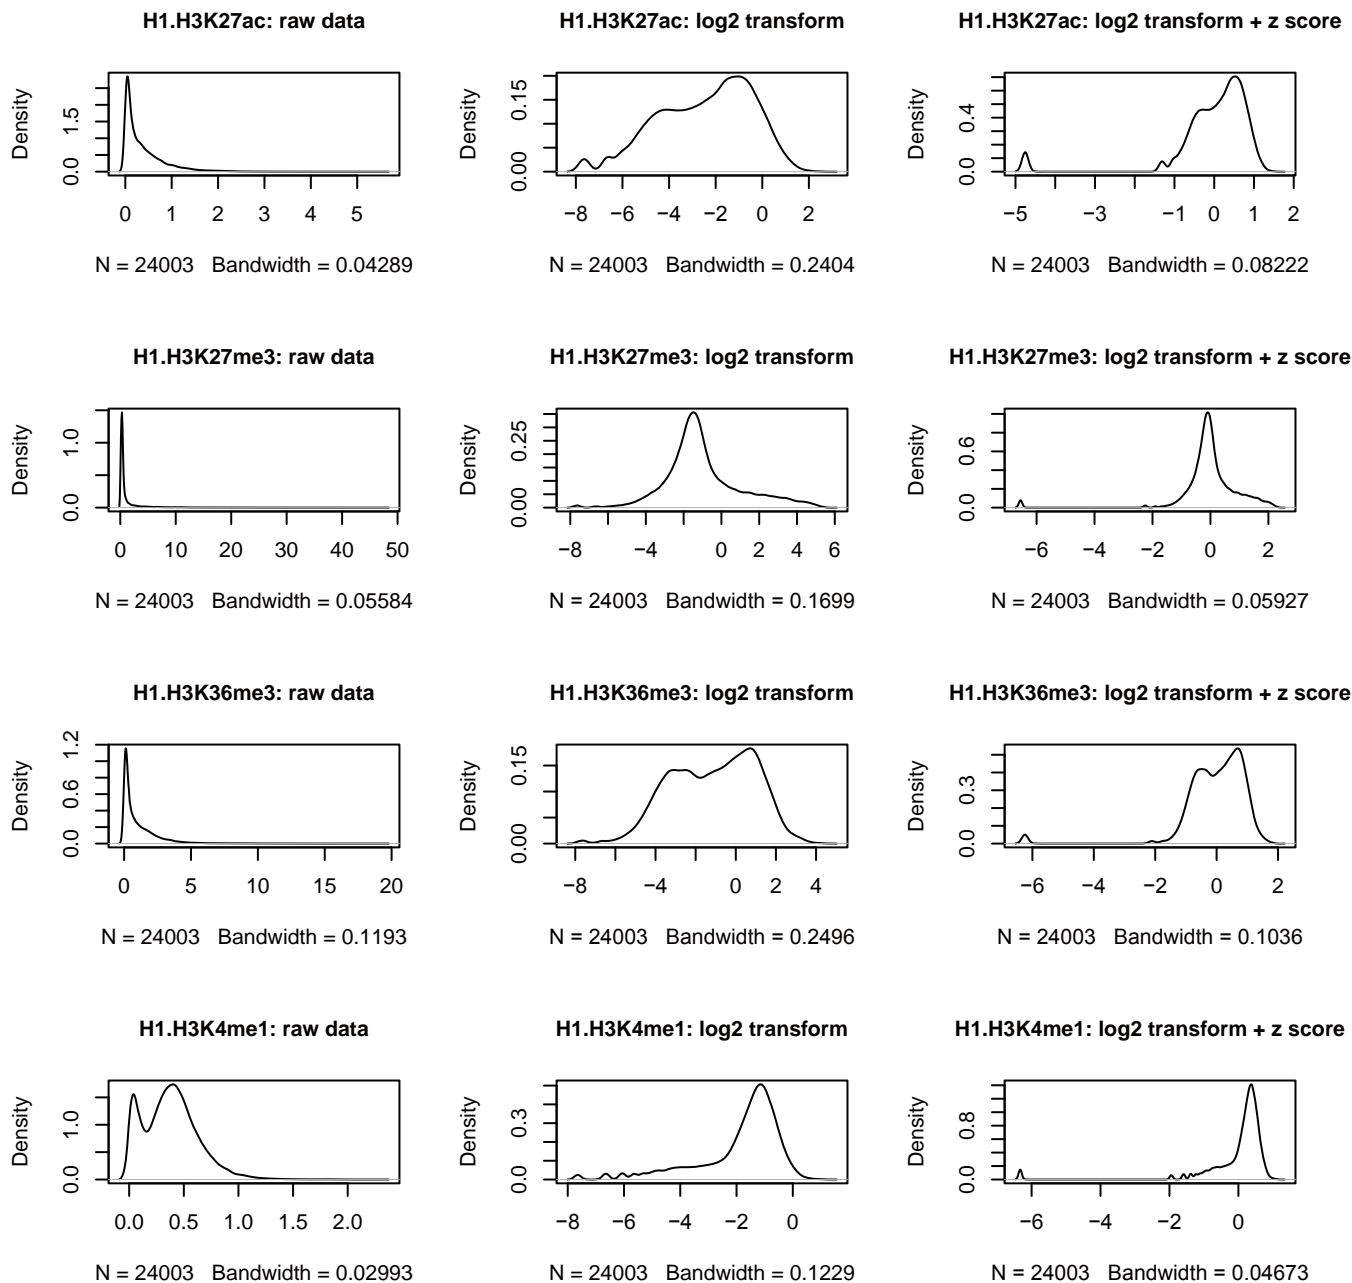 H1.H3K27ac: raw data
Density
0.0 1.5
0 1 2 3 4 5
N = 24003 Bandwidth = 0.04289
H1.H3K27ac: log2 transform
Density
0.00 0.15
−8 −6 −4 −2 0 2
N = 24003 Bandwidth = 0.2404
H1.H3K27ac: log2 transform + z score
Density
0.0 0.4
−5 −3 −1 0 1 2
N = 24003 Bandwidth = 0.08222
H1.H3K27me3: raw data
Density
0.0 1.0
0 10 20 30 40 50
N = 24003 Bandwidth = 0.05584
H1.H3K27me3: log2 transform
Density
0.00 0.25
−8 −4 0 2 4 6
N = 24003 Bandwidth = 0.1699
H1.H3K27me3: log2 transform + z score
Density
0.0 0.6
−6 −4 −2 0 2
N = 24003 Bandwidth = 0.05927
H1.H3K36me3: raw data
Density
0.0 0.6 1.2
0 5 10 15 20
N = 24003 Bandwidth = 0.1193
H1.H3K36me3: log2 transform
Density
0.00 0.15
−8 −4 0 2 4
N = 24003 Bandwidth = 0.2496
H1.H3K36me3: log2 transform + z score
Density
0.0 0.3
−6 −4 −2 0 2
N = 24003 Bandwidth = 0.1036
H1.H3K4me1: raw data
Density
0.0 1.0
0.0 0.5 1.0 1.5 2.0
N = 24003 Bandwidth = 0.02993
H1.H3K4me1: log2 transform
Density
0.0 0.3
−8 −6 −4 −2 0
N = 24003 Bandwidth = 0.1229
H1.H3K4me1: log2 transform + z score
Density
0.0 0.8
−6 −4 −2 0
N = 24003 Bandwidth = 0.04673